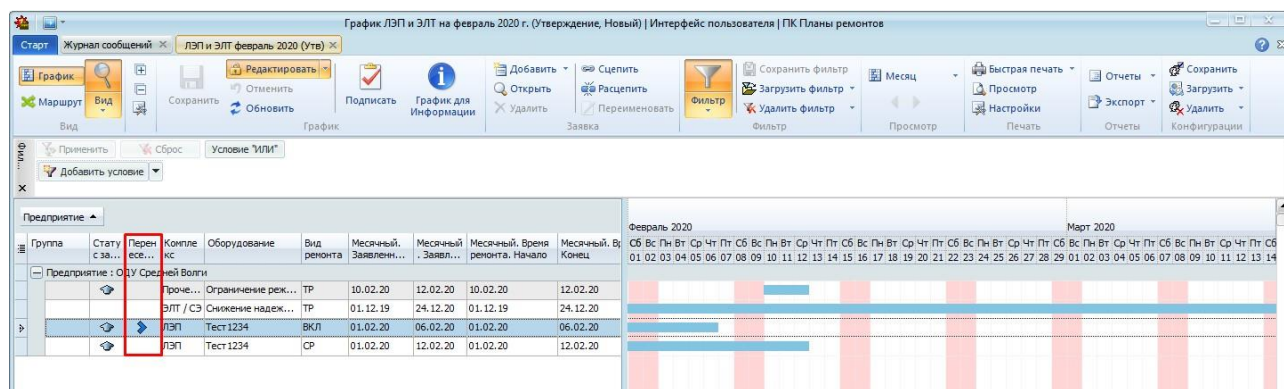 График ЛЭП и ЭЛТ на февраль 2020 г. (Утверждение, Новый) | Интерфейс пользователя | ПК Планы ремонтов
Старт Журнал сообщений ЛЭП и ЭЛТ февраль 2020 (Утв)
График Вид Сохранить Редактировать Подписать График для Добавить Сцепить Фильтр Сохранить фильтр Месяц Быстрая печать Отчеты Сохранить
Отменить Информации Открыть Расцепить Загрузить фильтр Просмотр Загрузить
Маршрут Обновить Удалить Переименовать Удалить фильтр Настройки Экспорт Удалить
Вид График Заявка Фильтр Просмотр Печать Отчеты Конфигурации
Фил...
Применить Сброс Условие "ИЛИ"
Добавить условие
Предприятие
Февраль 2020 Март 2020
Группа Стату Перен Компле Оборудование Вид Месячный. Месячный Месячный. Время Месячный. Вр Сб Вс Пн Вт Ср Чт Пт Сб Вс Пн Вт Ср Чт Пт Сб Вс Пн Вт Ср Чт Пт Сб Вс Пн Вт Ср Чт Пт Сб Вс Пн Вт Ср Чт Пт Сб Вс Пн Вт Ср Чт Пт Сб
с за... есе... кс ремонта Заявленн... . Заявл... ремонта. Начало Конец 01 02 03 04 05 06 07 08 09 10 11 12 13 14 15 16 17 18 19 20 21 22 23 24 25 26 27 28 29 01 02 03 04 05 06 07 08 09 10 11 12 13 14
Предприятие : ОДУ Средней Волги
Проче... Ограничение реж... ТР 10.02.20 12.02.20 10.02.20 12.02.20
ЭЛТ / СЭ Снижение надеж... ТР 01.12.19 24.12.20 01.12.19 24.12.20
ЛЭП Тест1234 ВКЛ 01.02.20 06.02.20 01.02.20 06.02.20
ЛЭП Тест1234 СР 01.02.20 12.02.20 01.02.20 12.02.20